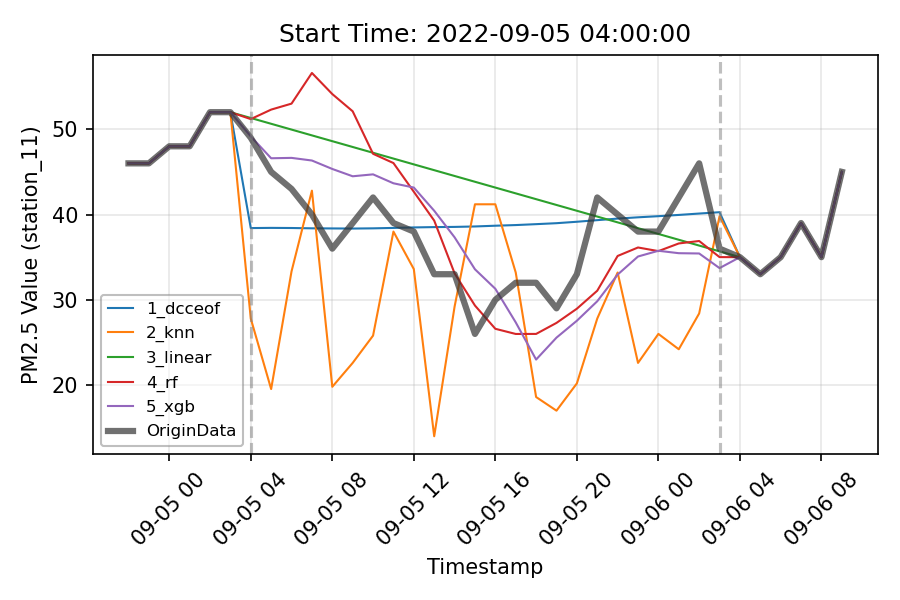 Start Time: 2022-09-05 04:00:00
PM2.5 Value (station_11)
50
40
30
20
1_dcceof
2_knn
3_linear
4_rf
5_xgb
OriginData
09-05 00
09-05 04
09-05 08
09-05 12
09-05 16
09-05 20
09-06 00
09-06 04
09-06 08
Timestamp